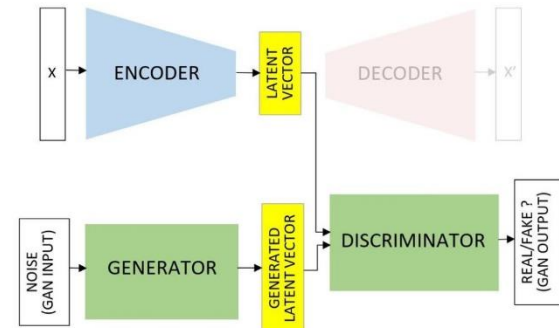 X
ENCODER
LATENT
VECTOR
DECODER
X'
NOISE
(GAN INPUT)
GENERATOR
GENERATED
LATENT VECTOR
DISCRIMINATOR
REAL/FAKE ?
(GAN OUTPUT)